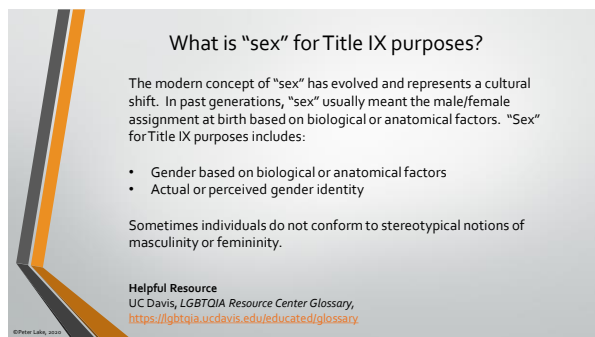 What is “sex” for Title IX purposes?
The modern concept of “sex” has evolved and represents a cultural
shift.  In past generations, “sex” usually meant the male/female
assignment at birth based on biological or anatomical factors.  “Sex”
for Title IX purposes includes:
• Gender based on biological or anatomical factors
• Actual or perceived gender identity
Sometimes individuals do not conform to stereotypical notions of
masculinity or femininity.
Helpful Resource
UC Davis, LGBTQIA Resource Center Glossary,
https://lgbtqia.ucdavis.edu/educated/glossary
©Peter Lake, 2020